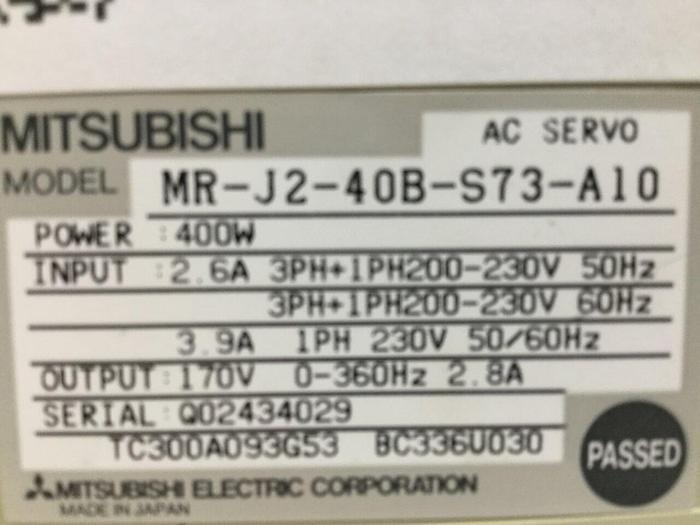 MITSUBISHI
AC SERVO
MODEL MR-J2-40B-S73-A10
POWER : 400W
INPUT : 2.6A 3PH+1PH200-230V 50Hz
3PH+1PH200-230V 60Hz
3.9A 1PH 230V 50/60Hz
OUTPUT : 170V 0-360Hz 2.8A
SERIAL : Q02434029
TC300A093G53 BC336U030
PASSED
MITSUBISHI ELECTRIC CORPORATION
MADE IN JAPAN